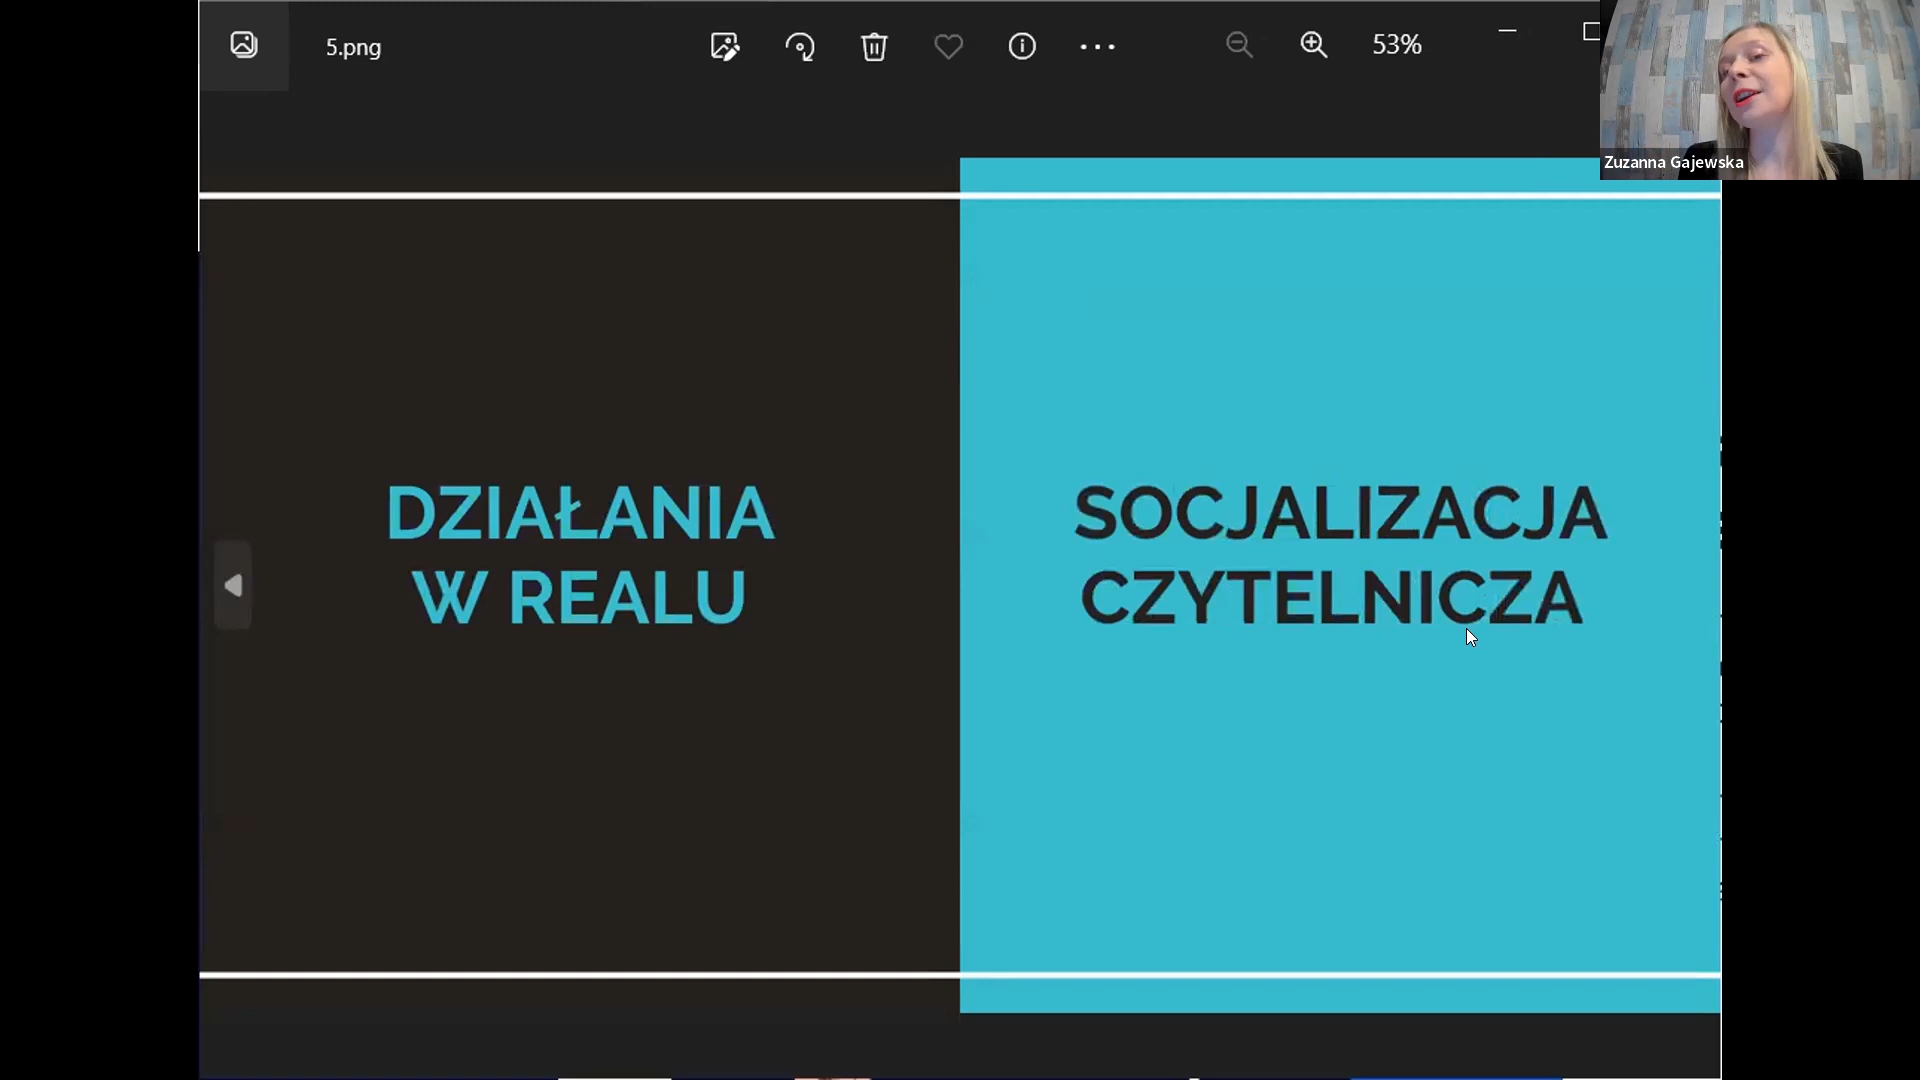 5.png
53%
Zuzanna Gajewska
DZIAŁANIA
W REALU
SOCJALIZACJA
CZYTELNICZA